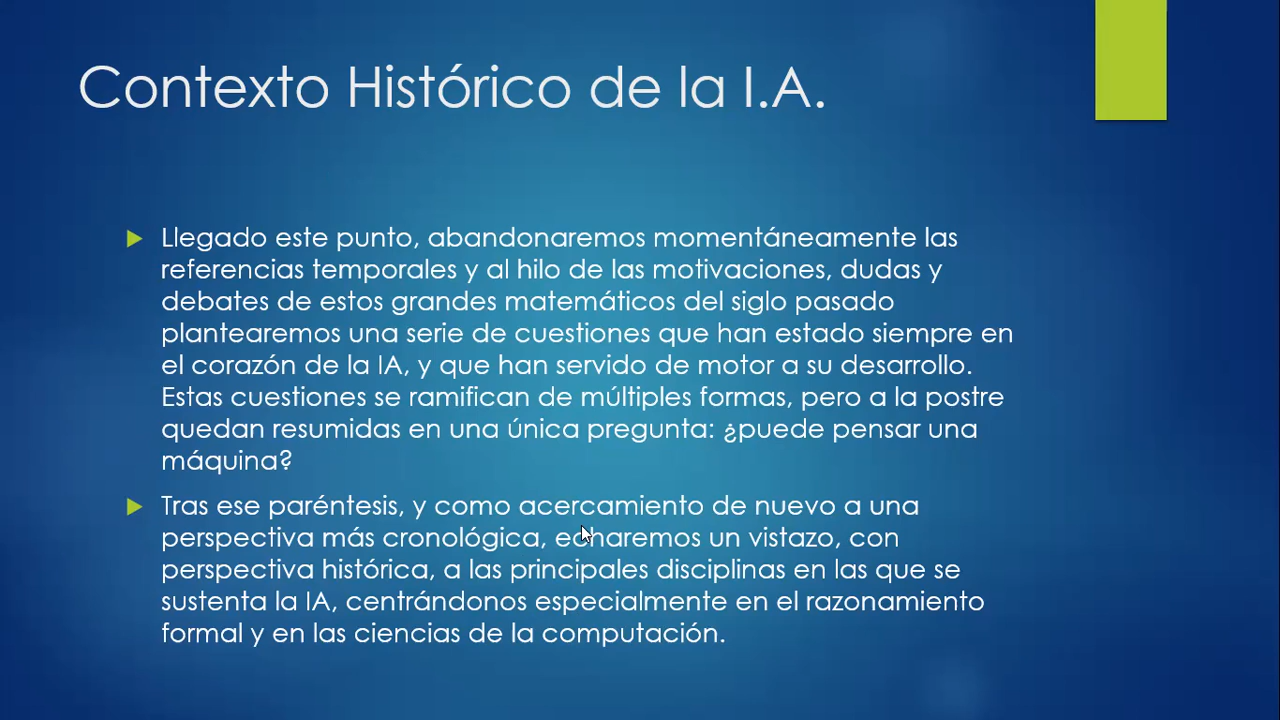 Contexto Histórico de la I.A.
Llegado este punto, abandonaremos momentáneamente las
referencias temporales y al hilo de las motivaciones, dudas y
debates de estos grandes matemáticos del siglo pasado
plantearemos una serie de cuestiones que han estado siempre en
el corazón de la IA, y que han servido de motor a su desarrollo.
Estas cuestiones se ramifican de múltiples formas, pero a la postre
quedan resumidas en una única pregunta: ¿puede pensar una
máquina?
Tras ese paréntesis, y como acercamiento de nuevo a una
perspectiva más cronológica, echaremos un vistazo, con
perspectiva histórica, a las principales disciplinas en las que se
sustenta la IA, centrándonos especialmente en el razonamiento
formal y en las ciencias de la computación.